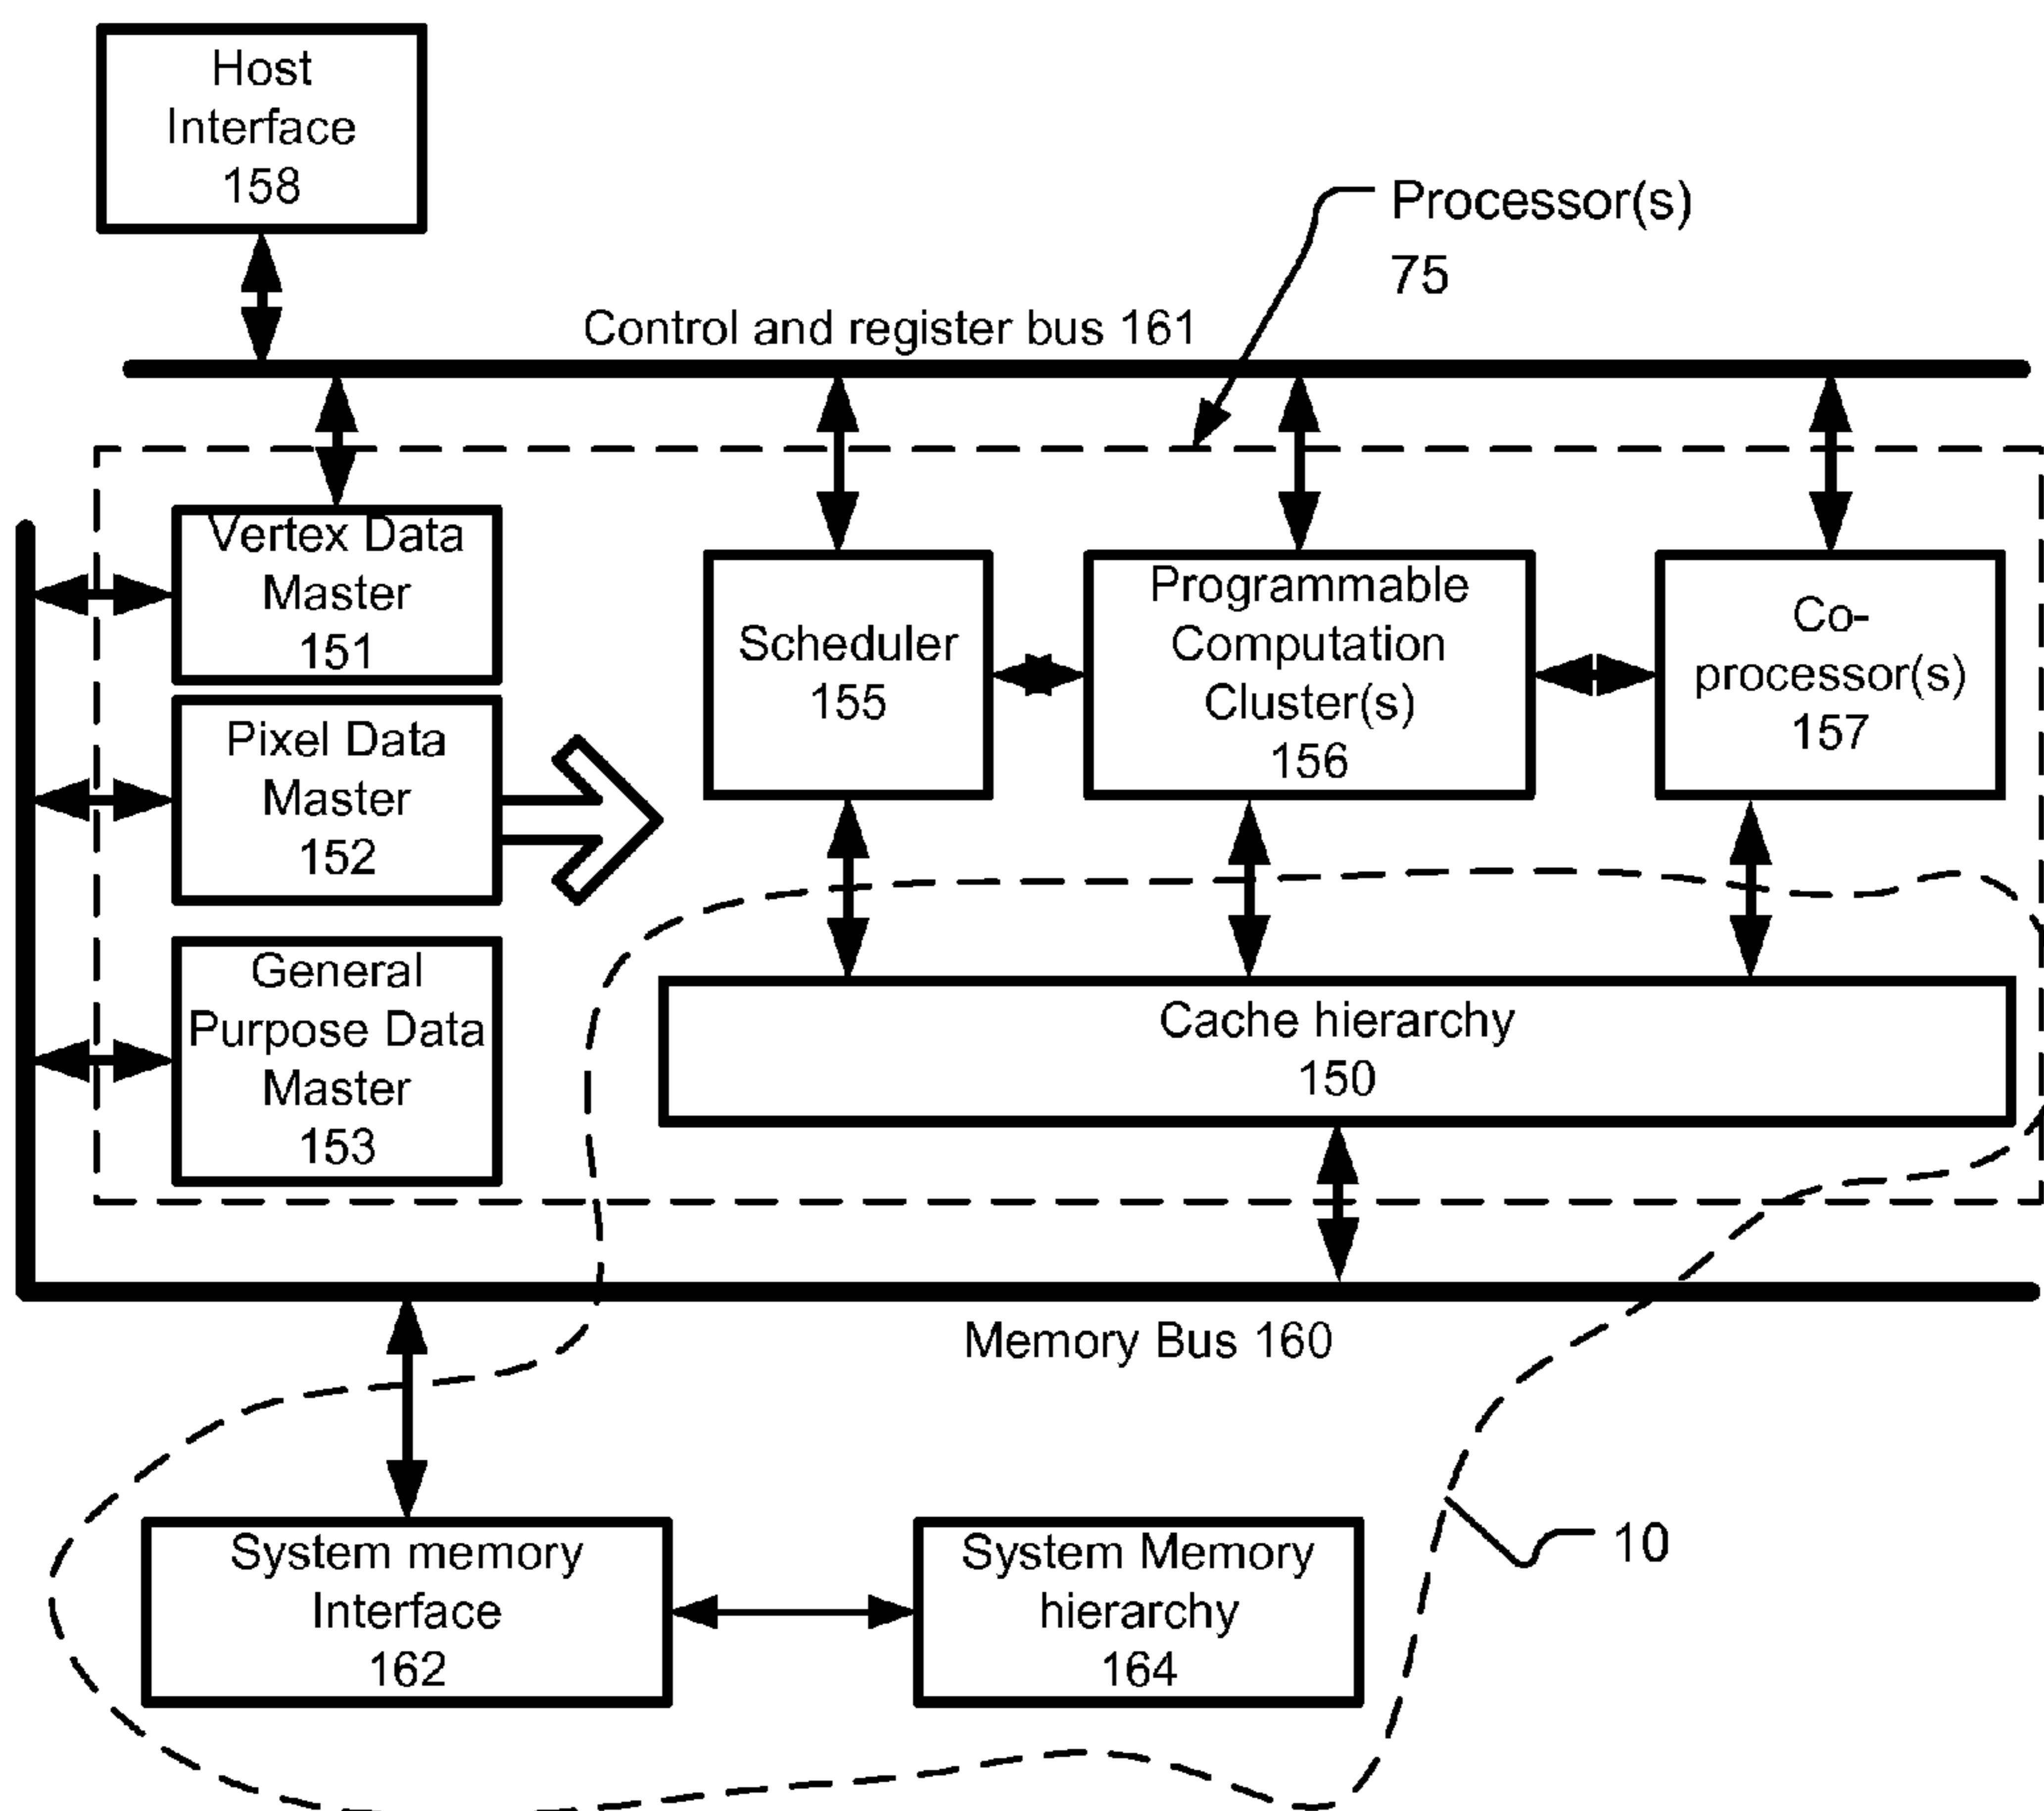 Host
Interface
158
Processor(s)
75
Control and register bus 161
Vertex Data
Master
151
Pixel Data
Master
152
General
Purpose Data
Master
153
Scheduler
155
Programmable
Computation
Cluster(s)
156
Co-
processor(s)
157
Cache hierarchy
150
Memory Bus 160
System memory
Interface
162
System Memory
hierarchy
164
10